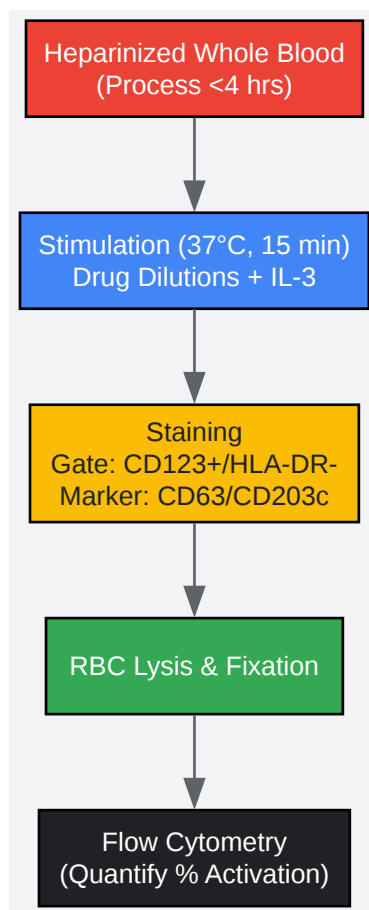 Heparinized Whole Blood
(Process <4 hrs)
Stimulation (37°C, 15 min)
Drug Dilutions + IL-3
Staining
Gate: CD123+/HLA-DR-
Marker: CD63/CD203c
RBC Lysis & Fixation
Flow Cytometry
(Quantify % Activation)